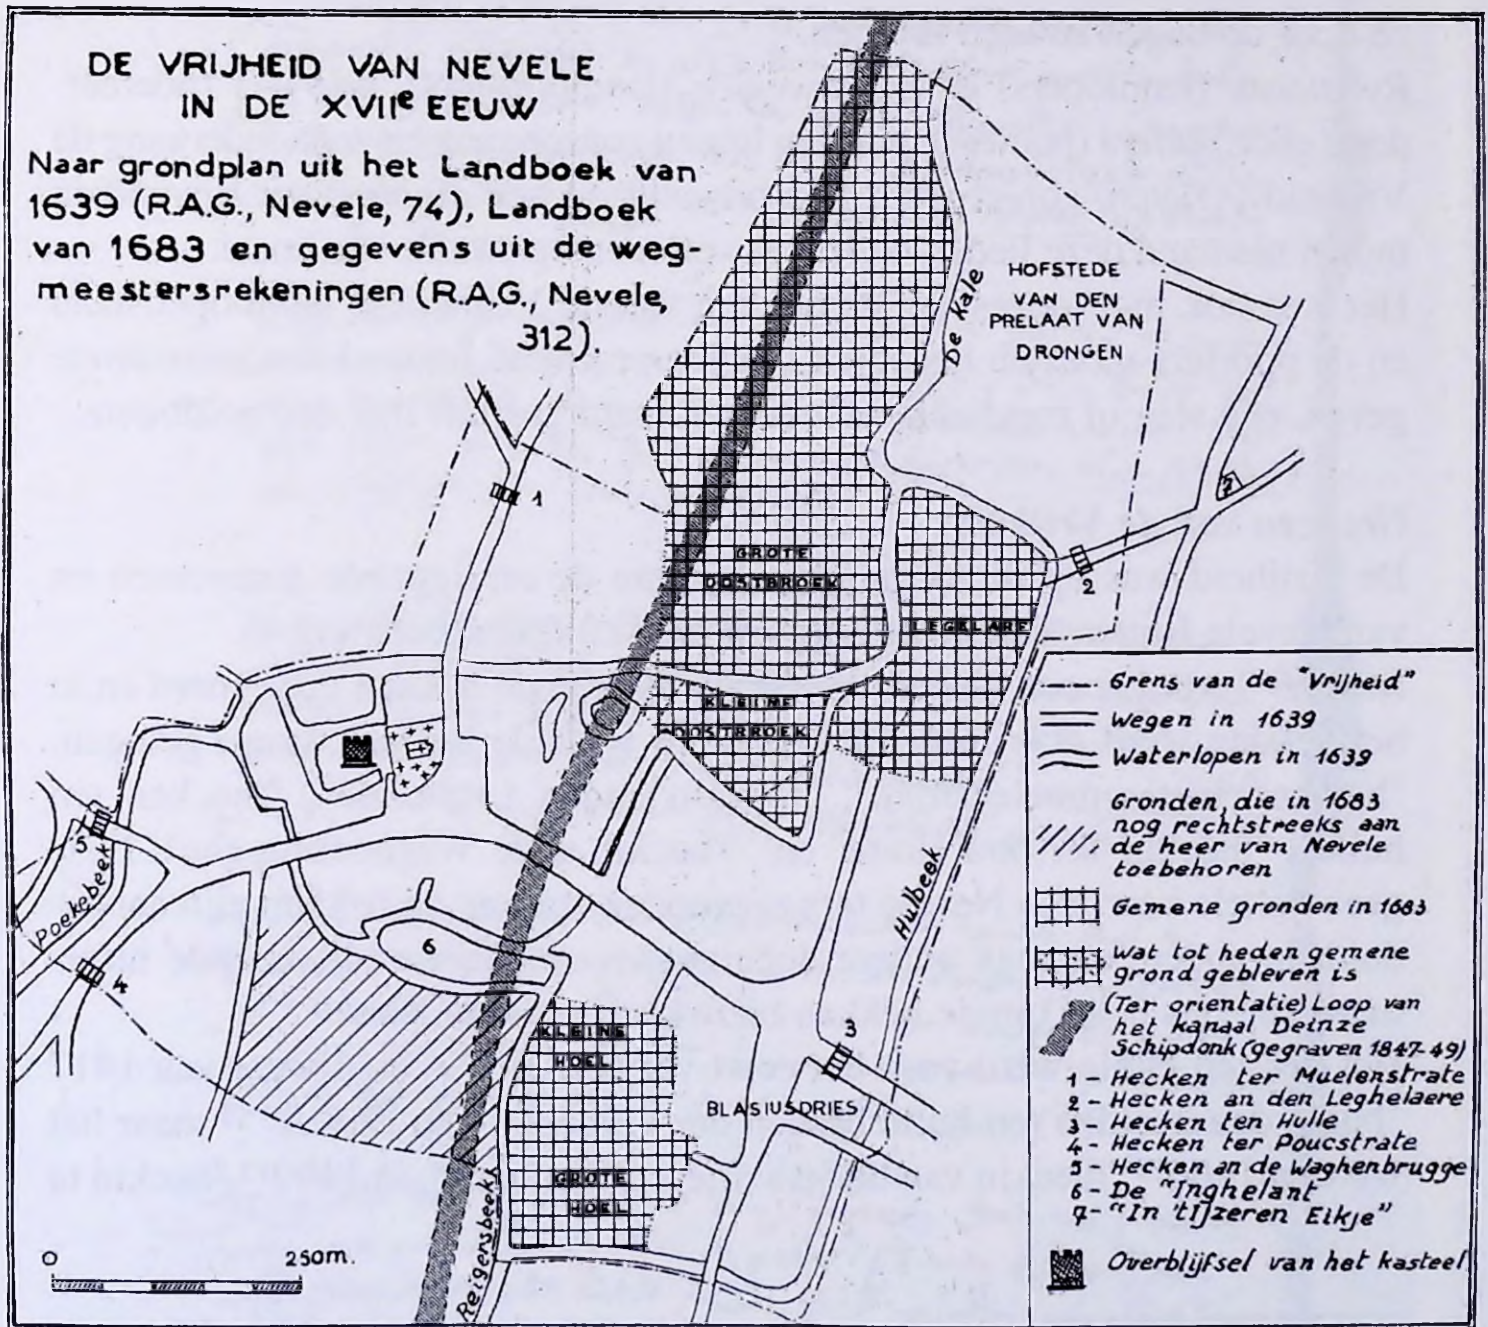 DE VRIJHEID VAN NEVELE
IN DE XVIIe EEUW
Naar grondplan uit het Landboek van
1639 (R.A.G., Nevele, 74), Landboek
van 1683 en gegevens uit de weg-
meestersrekeningen (R.A.G., Nevele,
312).
De Kale
HOFSTEDE
VAN DEN
PRELAAT VAN
DRONGEN
1
7
2
GROTE
OOSTBROEK
LEGELARE
KLEINE
OOSTBROEK
5
Poekebeek
4
6
Hulbeek
KLEINE
HOEL
3
BLASIUSDRIES
GROTE
HOEL
Reigersbeek
0 250m.
Grens van de "Vrijheid"
Wegen in 1639
Waterlopen in 1639
Gronden, die in 1683
nog rechtstreeks aan
de heer van Nevele
toebehoren
Gemene gronden in 1683
Wat tot heden gemene
grond gebleven is
(Ter orientatie) Loop van
het kanaal Deinze
Schipdonk (gegraven 1847-49)
1 - Hecken ter Muelenstrate
2 - Hecken an den Leghelaere
3 - Hecken ten Hulle
4 - Hecken ter Poucstrate
5 - Hecken an de Waghenbrugge
6 - De "Inghelant"
7 - "In 't IJzeren Eikje"
Overblijfsel van het kasteel